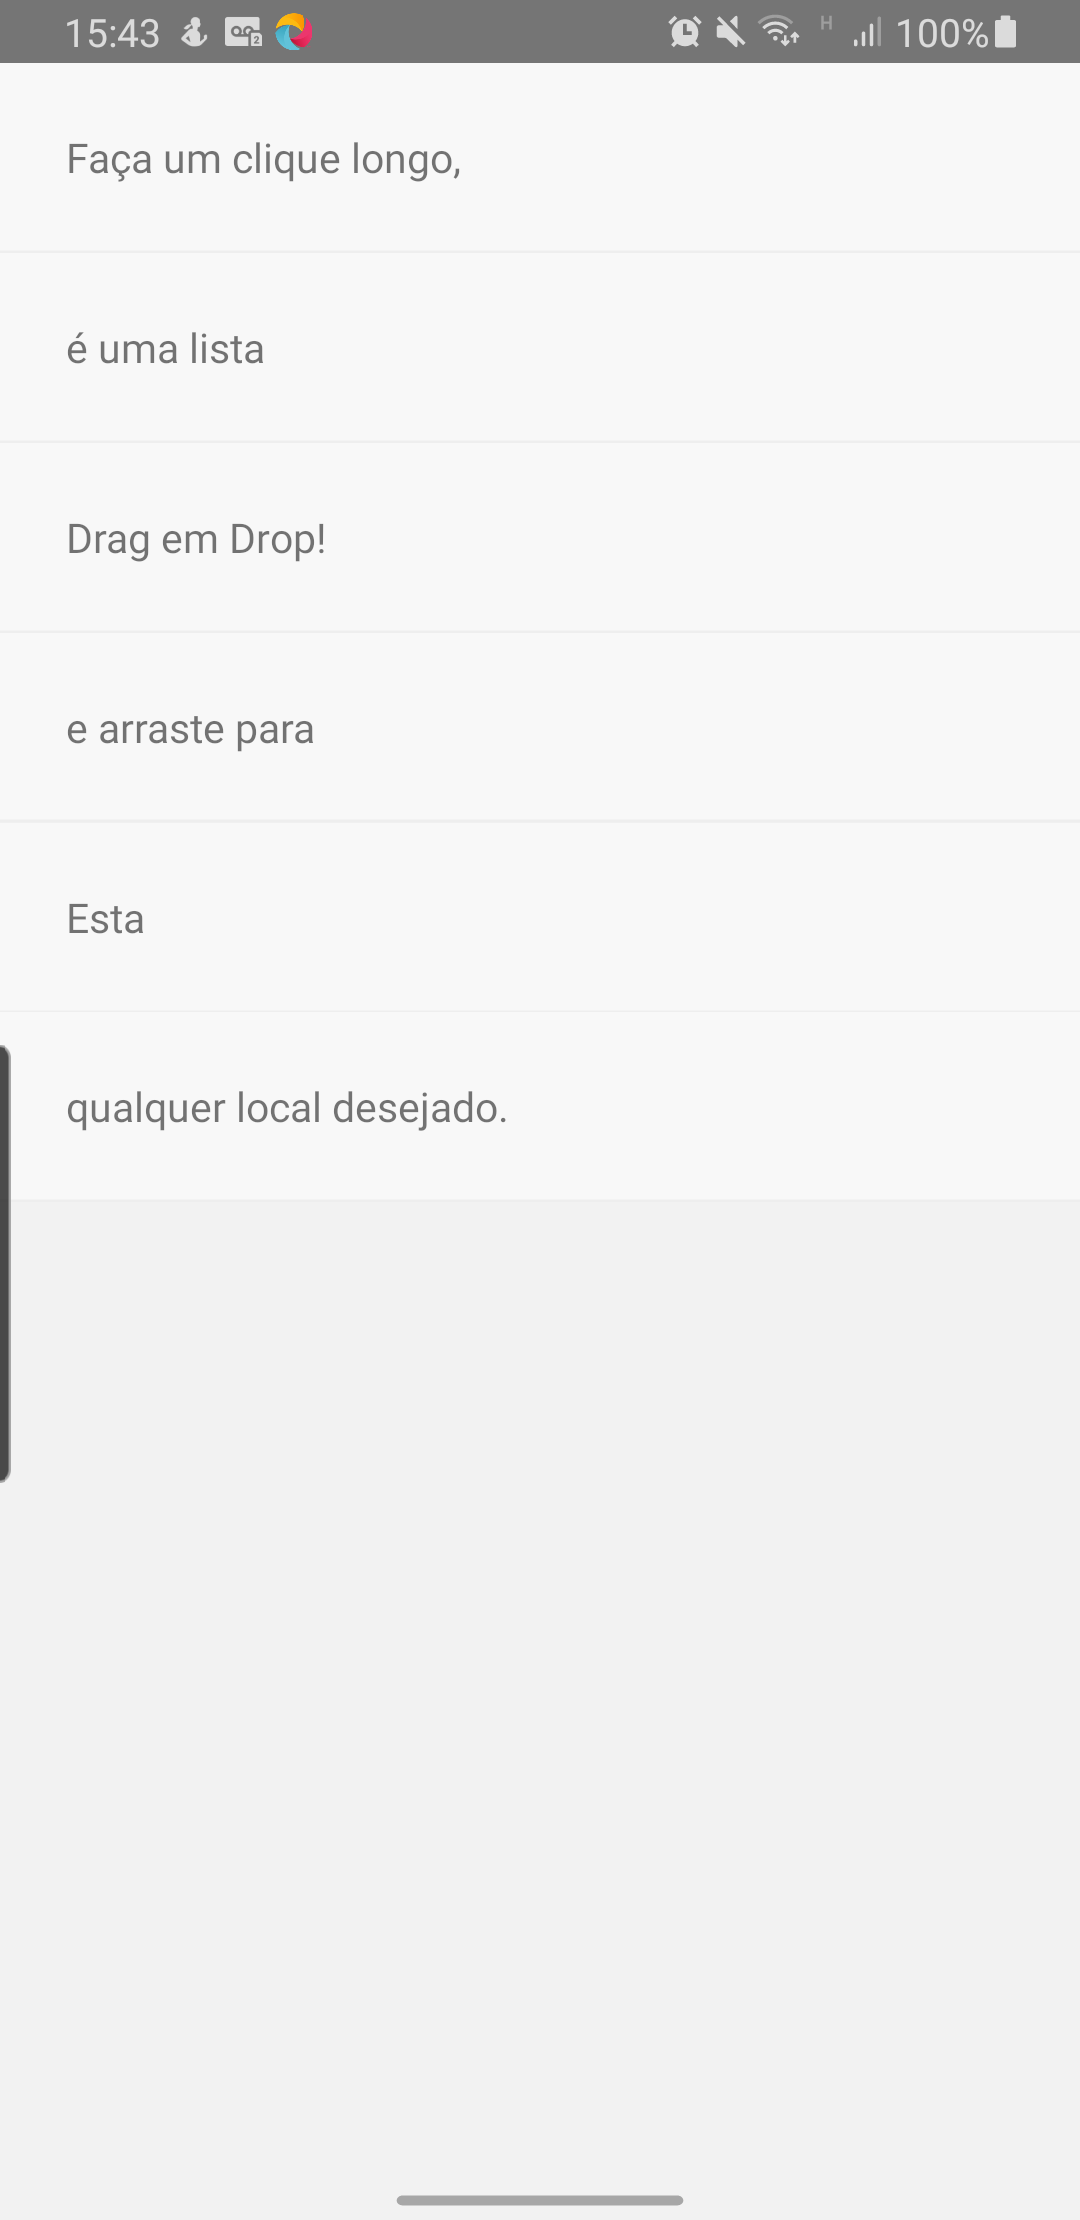 15:43 H 100%
Faça um clique longo,
é uma lista
Drag em Drop!
e arraste para
Esta
qualquer local desejado.